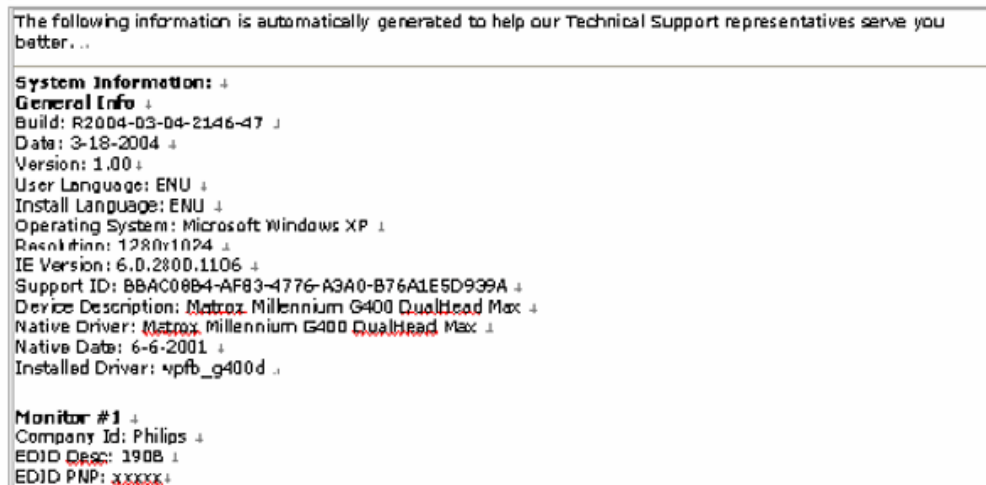 The following information is automatically generated to help our Technical Support representatives serve you
better...
System Information:
General Info
Build: R2004-03-04-2146-47
Date: 3-18-2004
Version: 1.00
User Language: ENU
Install Language: ENU
Operating System: Microsoft Windows XP
Resolution: 1280x1024
IE Version: 6.0.2800.1106
Support ID: BBAC08B4-AF83-4776-A3A0-B76A1E5D939A
Device Description: Matrox Millennium G400 DualHead Max
Native Driver: Matrox Millennium G400 DualHead Max
Native Date: 6-6-2001
Installed Driver: vpfb_g400d
Monitor #1
Company Id: Philips
EDID Desc: 190B
EDID PNP: xxxxx